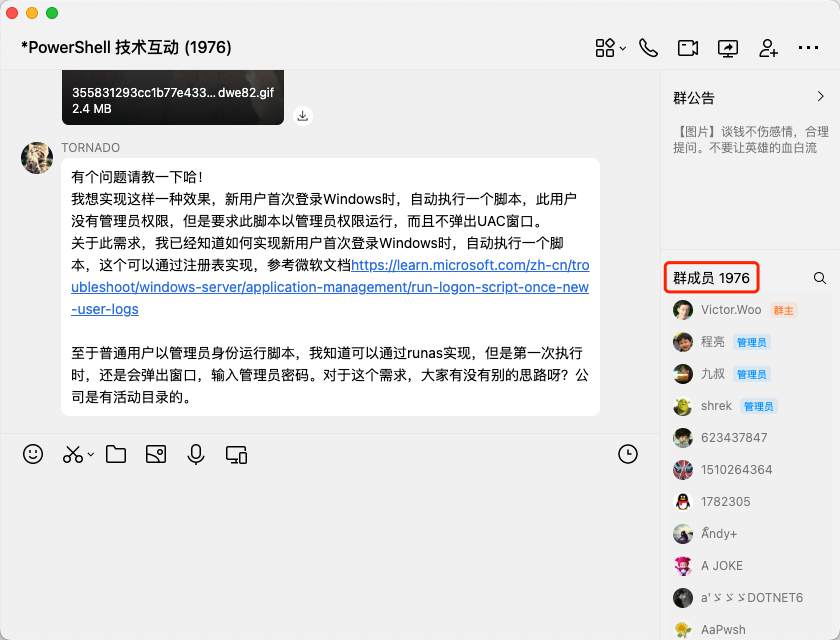 *PowerShell 技术互动 (1976)
355831293cc1b77e433... dwe82.gif
2.4 MB
TORNADO
有个问题请教一下哈!
我想实现这样一种效果，新用户首次登录Windows时，自动执行一个脚本，此用户
没有管理员权限，但是要求此脚本以管理员权限运行，而且不弹出UAC窗口。
关于此需求，我已经知道如何实现新用户首次登录Windows时，自动执行一个脚
本，这个可以通过注册表实现，参考微软文档https://learn.microsoft.com/zh-cn/tro
ubleshoot/windows-server/application-management/run-logon-script-once-new
-user-logs
至于普通用户以管理员身份运行脚本，我知道可以通过runas实现，但是第一次执行
时，还是会弹出窗口，输入管理员密码。对于这个需求，大家有没有别的思路呀？公
司是有活动目录的。
群公告
【图片】谈钱不伤感情，合理
提问。不要让英雄的血白流
群成员 1976
Victor.Woo 群主
程亮 管理员
九叔 管理员
shrek 管理员
623437847
1510264364
1782305
Andy+
A JOKE
a'ゞゞゞDOTNET6
AaPwsh